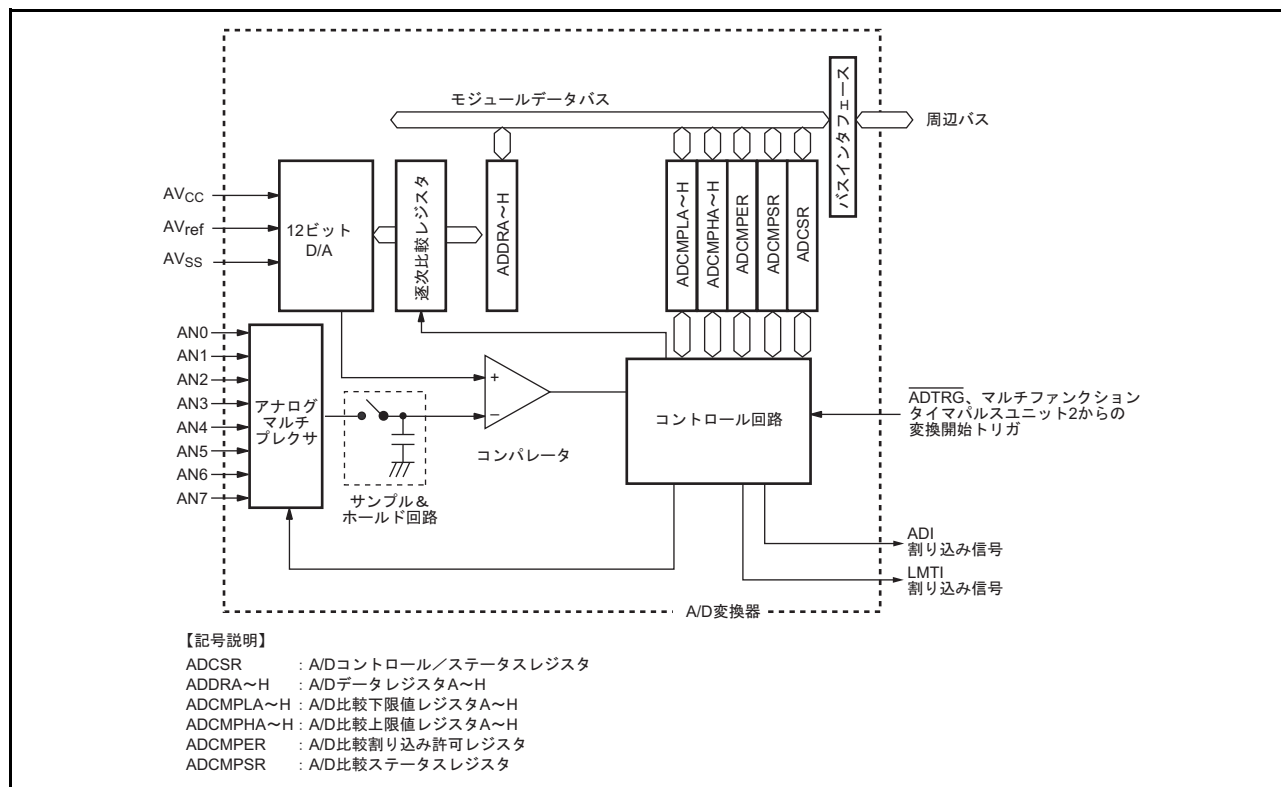 モジュールデータバス
バスインタフェース
周辺バス
AVCC
AVref
AVSS
12ビット
D/A
逐次比較レジスタ
ADDRA～H
ADCMPLA～H
ADCMPHA～H
ADCMPER
ADCMPSR
ADCSR
AN0
AN1
AN2
AN3
AN4
AN5
AN6
AN7
アナログ
マルチ
プレクサ
サンプル＆
ホールド回路
+
−
コンパレータ
コントロール回路
ADTRG、マルチファンクション
タイマパルスユニット2からの
変換開始トリガ
ADI
割り込み信号
LMTI
割り込み信号
A/D変換器
【記号説明】
ADCSR : A/Dコントロール／ステータスレジスタ
ADDRA～H : A/DデータレジスタA～H
ADCMPLA～H : A/D比較下限値レジスタA～H
ADCMPHA～H : A/D比較上限値レジスタA～H
ADCMPER : A/D比較割り込み許可レジスタ
ADCMPSR : A/D比較ステータスレジスタ